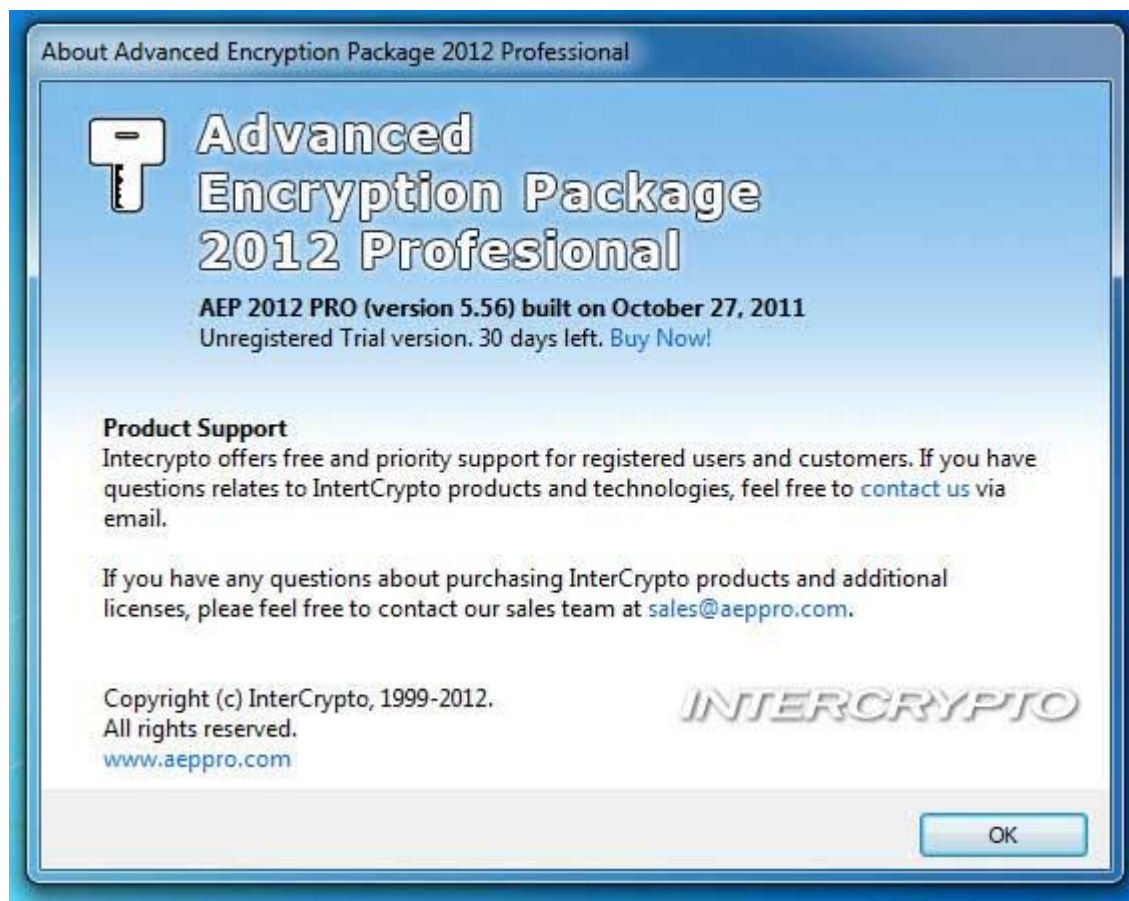 About Advanced Encryption Package 2012 Professional
Advanced
Encryption Package
2012 Profesional
AEP 2012 PRO (version 5.56) built on October 27, 2011
Unregistered Trial version. 30 days left. Buy Now!
Product Support
Intecrypto offers free and priority support for registered users and customers. If you have
questions relates to IntertCrypto products and technologies, feel free to contact us via
email.
If you have any questions about purchasing InterCrypto products and additional
licenses, pleae feel free to contact our sales team at sales@aeppro.com.
Copyright (c) InterCrypto, 1999-2012.
All rights reserved.
www.aeppro.com
INTERCRYPTO
OK